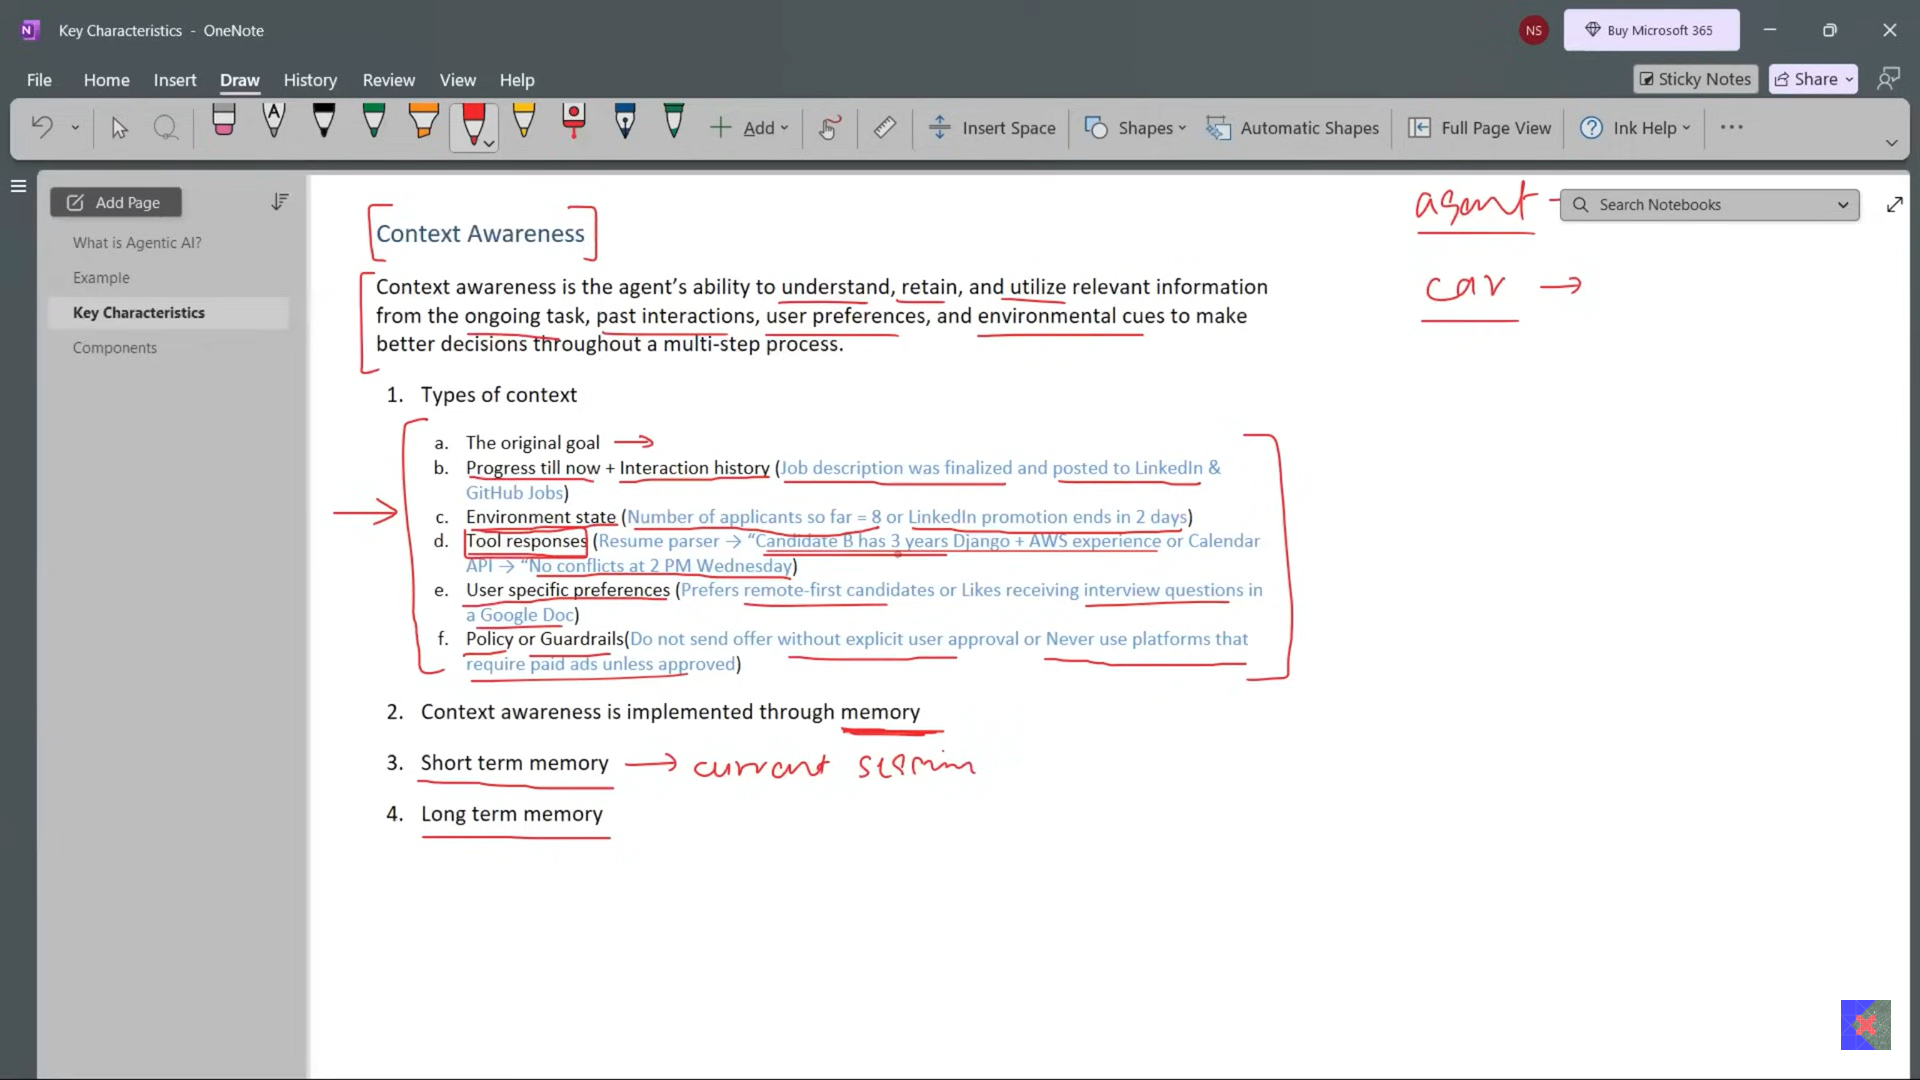 Key Characteristics - OneNote
NS
Buy Microsoft 365
File Home Insert Draw History Review View Help
Sticky Notes
Share
Add
Insert Space
Shapes
Automatic Shapes
Full Page View
Ink Help
Add Page
What is Agentic AI?
Example
Key Characteristics
Components
agent
Search Notebooks
car →
Context Awareness
Context awareness is the agent's ability to understand, retain, and utilize relevant information
from the ongoing task, past interactions, user preferences, and environmental cues to make
better decisions throughout a multi-step process.
1. Types of context
a. The original goal →
b. Progress till now + Interaction history (Job description was finalized and posted to LinkedIn &
GitHub Jobs)
c. Environment state (Number of applicants so far = 8 or LinkedIn promotion ends in 2 days)
d. Tool responses (Resume parser → “Candidate B has 3 years Django + AWS experience or Calendar
API → “No conflicts at 2 PM Wednesday)
e. User specific preferences (Prefers remote-first candidates or Likes receiving interview questions in
a Google Doc)
f. Policy or Guardrails(Do not send offer without explicit user approval or Never use platforms that
require paid ads unless approved)
2. Context awareness is implemented through memory
3. Short term memory → current session
4. Long term memory